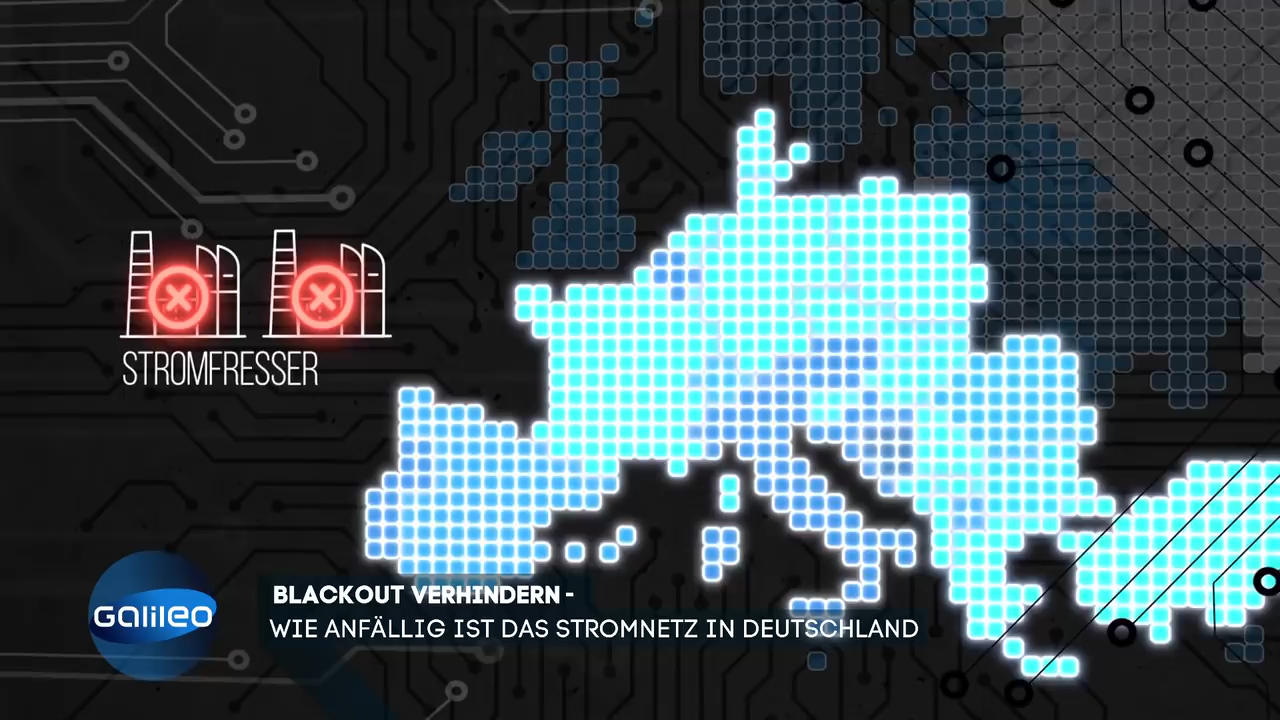 STROMFRESSER
Galileo
BLACKOUT VERHINDERN -
WIE ANFÄLLIG IST DAS STROMNETZ IN DEUTSCHLAND